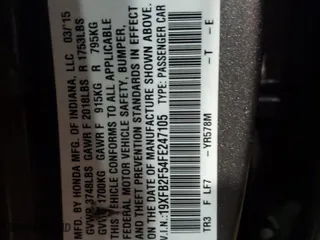 MFG. BY HONDA MFG. OF INDIANA, LLC 03/15
GVWR 3748LBS GAWR F 2018LBS R 1753LBS
GVWR 1700KG GAWR F 915KG R 795KG
THIS VEHICLE CONFORMS TO ALL APPLICABLE
FEDERAL MOTOR VEHICLE SAFETY, BUMPER,
AND THEFT PREVENTION STANDARDS IN EFFECT
ON THE DATE OF MANUFACTURE SHOWN ABOVE.
V.I.N.: 19XFB2F54FE247105 TYPE: PASSENGER CAR
TR3 F LF7 - YR578M - T - E